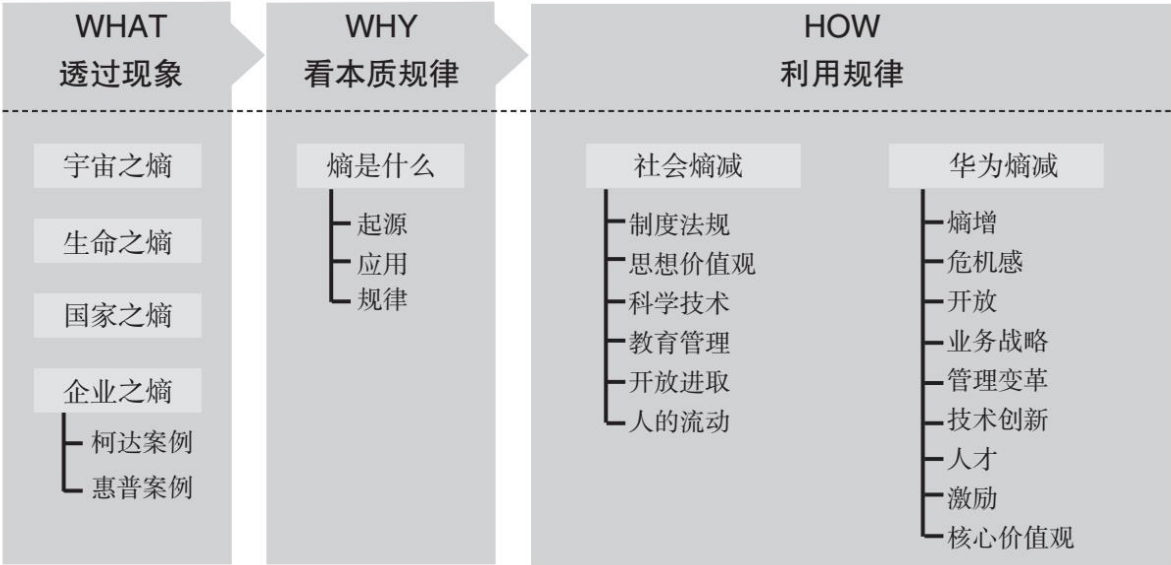 WHAT
透过现象
宇宙之熵
生命之熵
国家之熵
企业之熵
柯达案例
惠普案例
WHY
看本质规律
熵是什么
起源
应用
规律
HOW
利用规律
社会熵减
制度法规
思想价值观
科学技术
教育管理
开放进取
人的流动
华为熵减
熵增
危机感
开放
业务战略
管理变革
技术创新
人才
激励
核心价值观